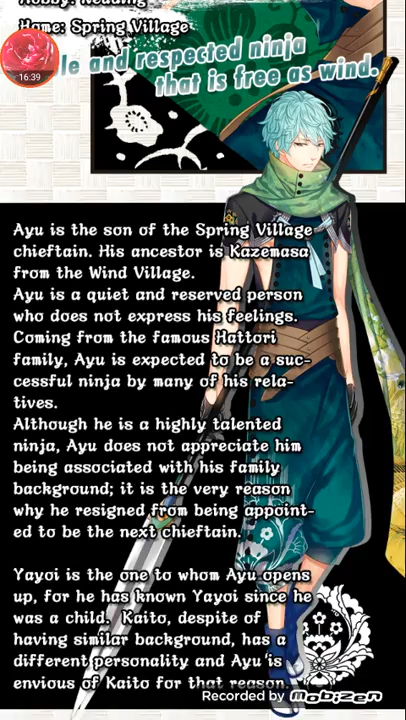 Hobby: Reading
Home: Spring Village
16:39
le and respected ninja
that is free as wind.
Ayu is the son of the Spring Village
chieftain. His ancestor is Kazemasa
from the Wind Village.
Ayu is a quiet and reserved person
who does not express his feelings.
Coming from the famous Hattori
family, Ayu is expected to be a suc-
cessful ninja by many of his rela-
tives.
Although he is a highly talented
ninja, Ayu does not appreciate him
being associated with his family
background; it is the very reason
why he resigned from being appoint-
ed to be the next chieftain.
Yayoi is the one to whom Ayu opens
up, for he has known Yayoi since he
was a child. Kaito, despite of
having similar background, has a
different personality and Ayu is
envious of Kaito for that reason.
Recorded by Mobizen